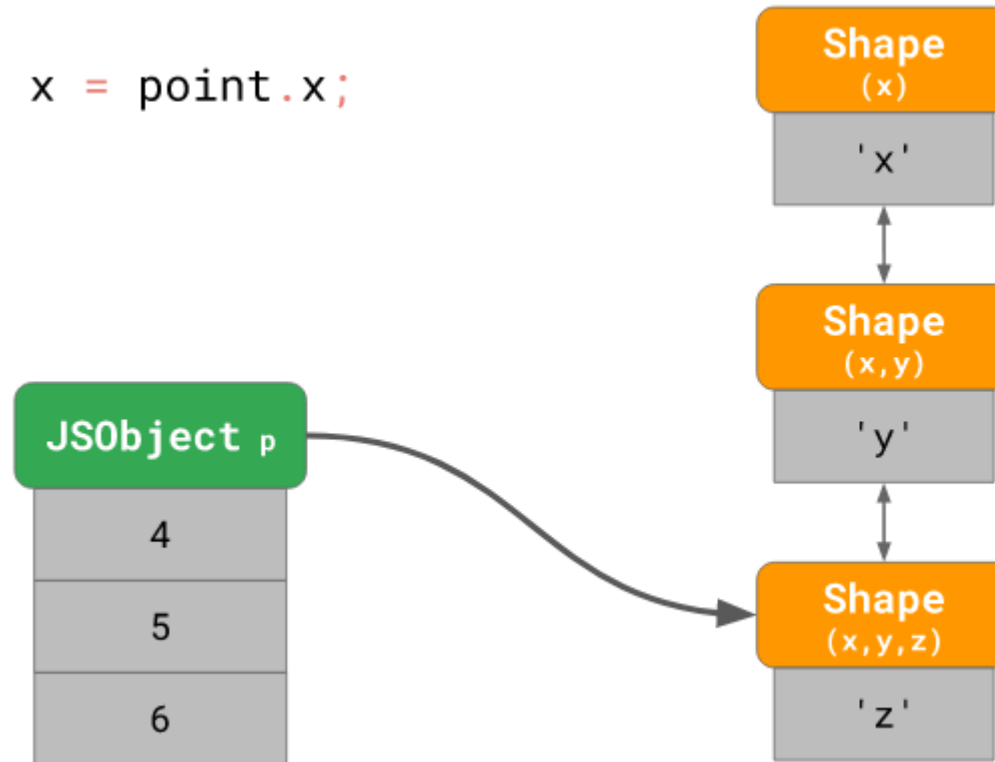 x = point.x;
Shape
(x)
'x'
Shape
(x,y)
'y'
JSObject p
4
5
6
Shape
(x,y,z)
'z'